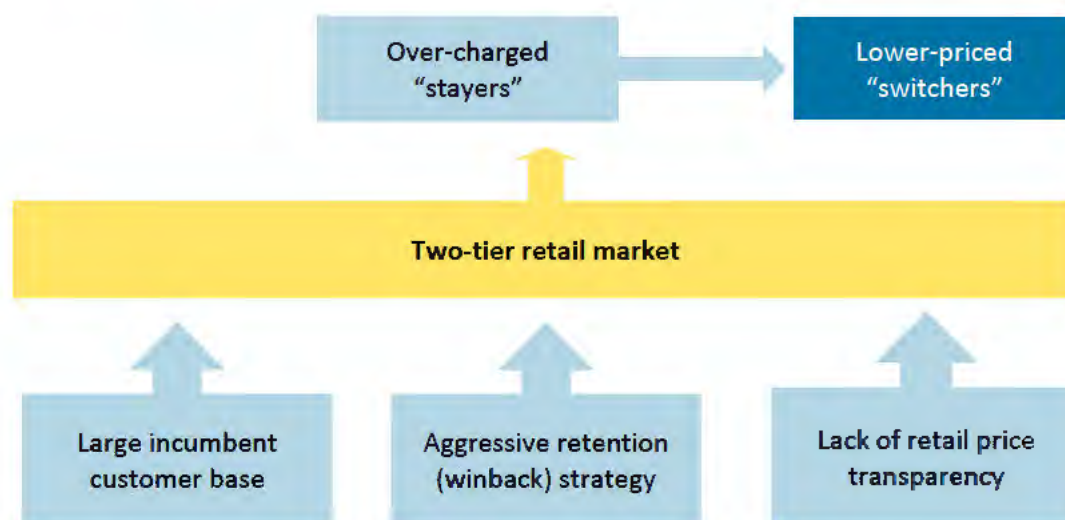 Over-charged
“stayers”
Lower-priced
“switchers”
Two-tier retail market
Large incumbent
customer base
Aggressive retention
(winback) strategy
Lack of retail price
transparency